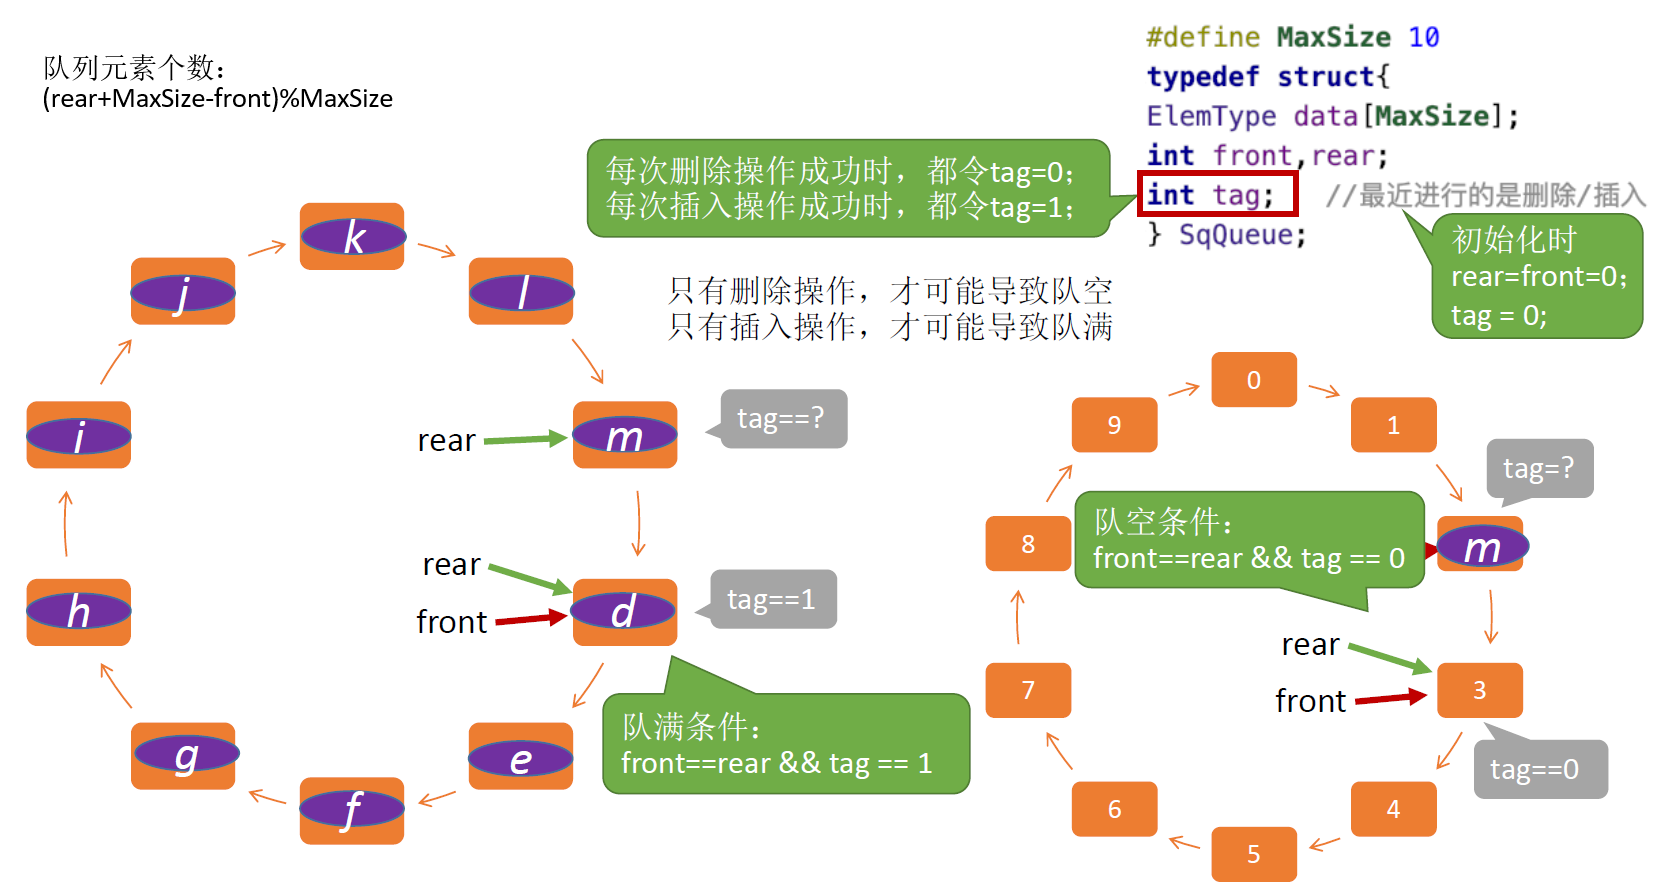 队列元素个数：
(rear+MaxSize-front)%MaxSize
#define MaxSize 10
typedef struct{
ElemType data[MaxSize];
int front,rear;
int tag; //最近进行的是删除/插入
} SqQueue;
每次删除操作成功时，都令tag=0；
每次插入操作成功时，都令tag=1；
初始化时
rear=front=0；
tag = 0;
只有删除操作，才可能导致队空
只有插入操作，才可能导致队满
k
j
l
i
m
rear
tag==?
h
rear
front
d
tag==1
g
e
f
队满条件：
front==rear && tag == 1
0
9
1
tag=?
8
队空条件：
front==rear && tag == 0
m
rear
front
7
3
tag==0
6
4
5